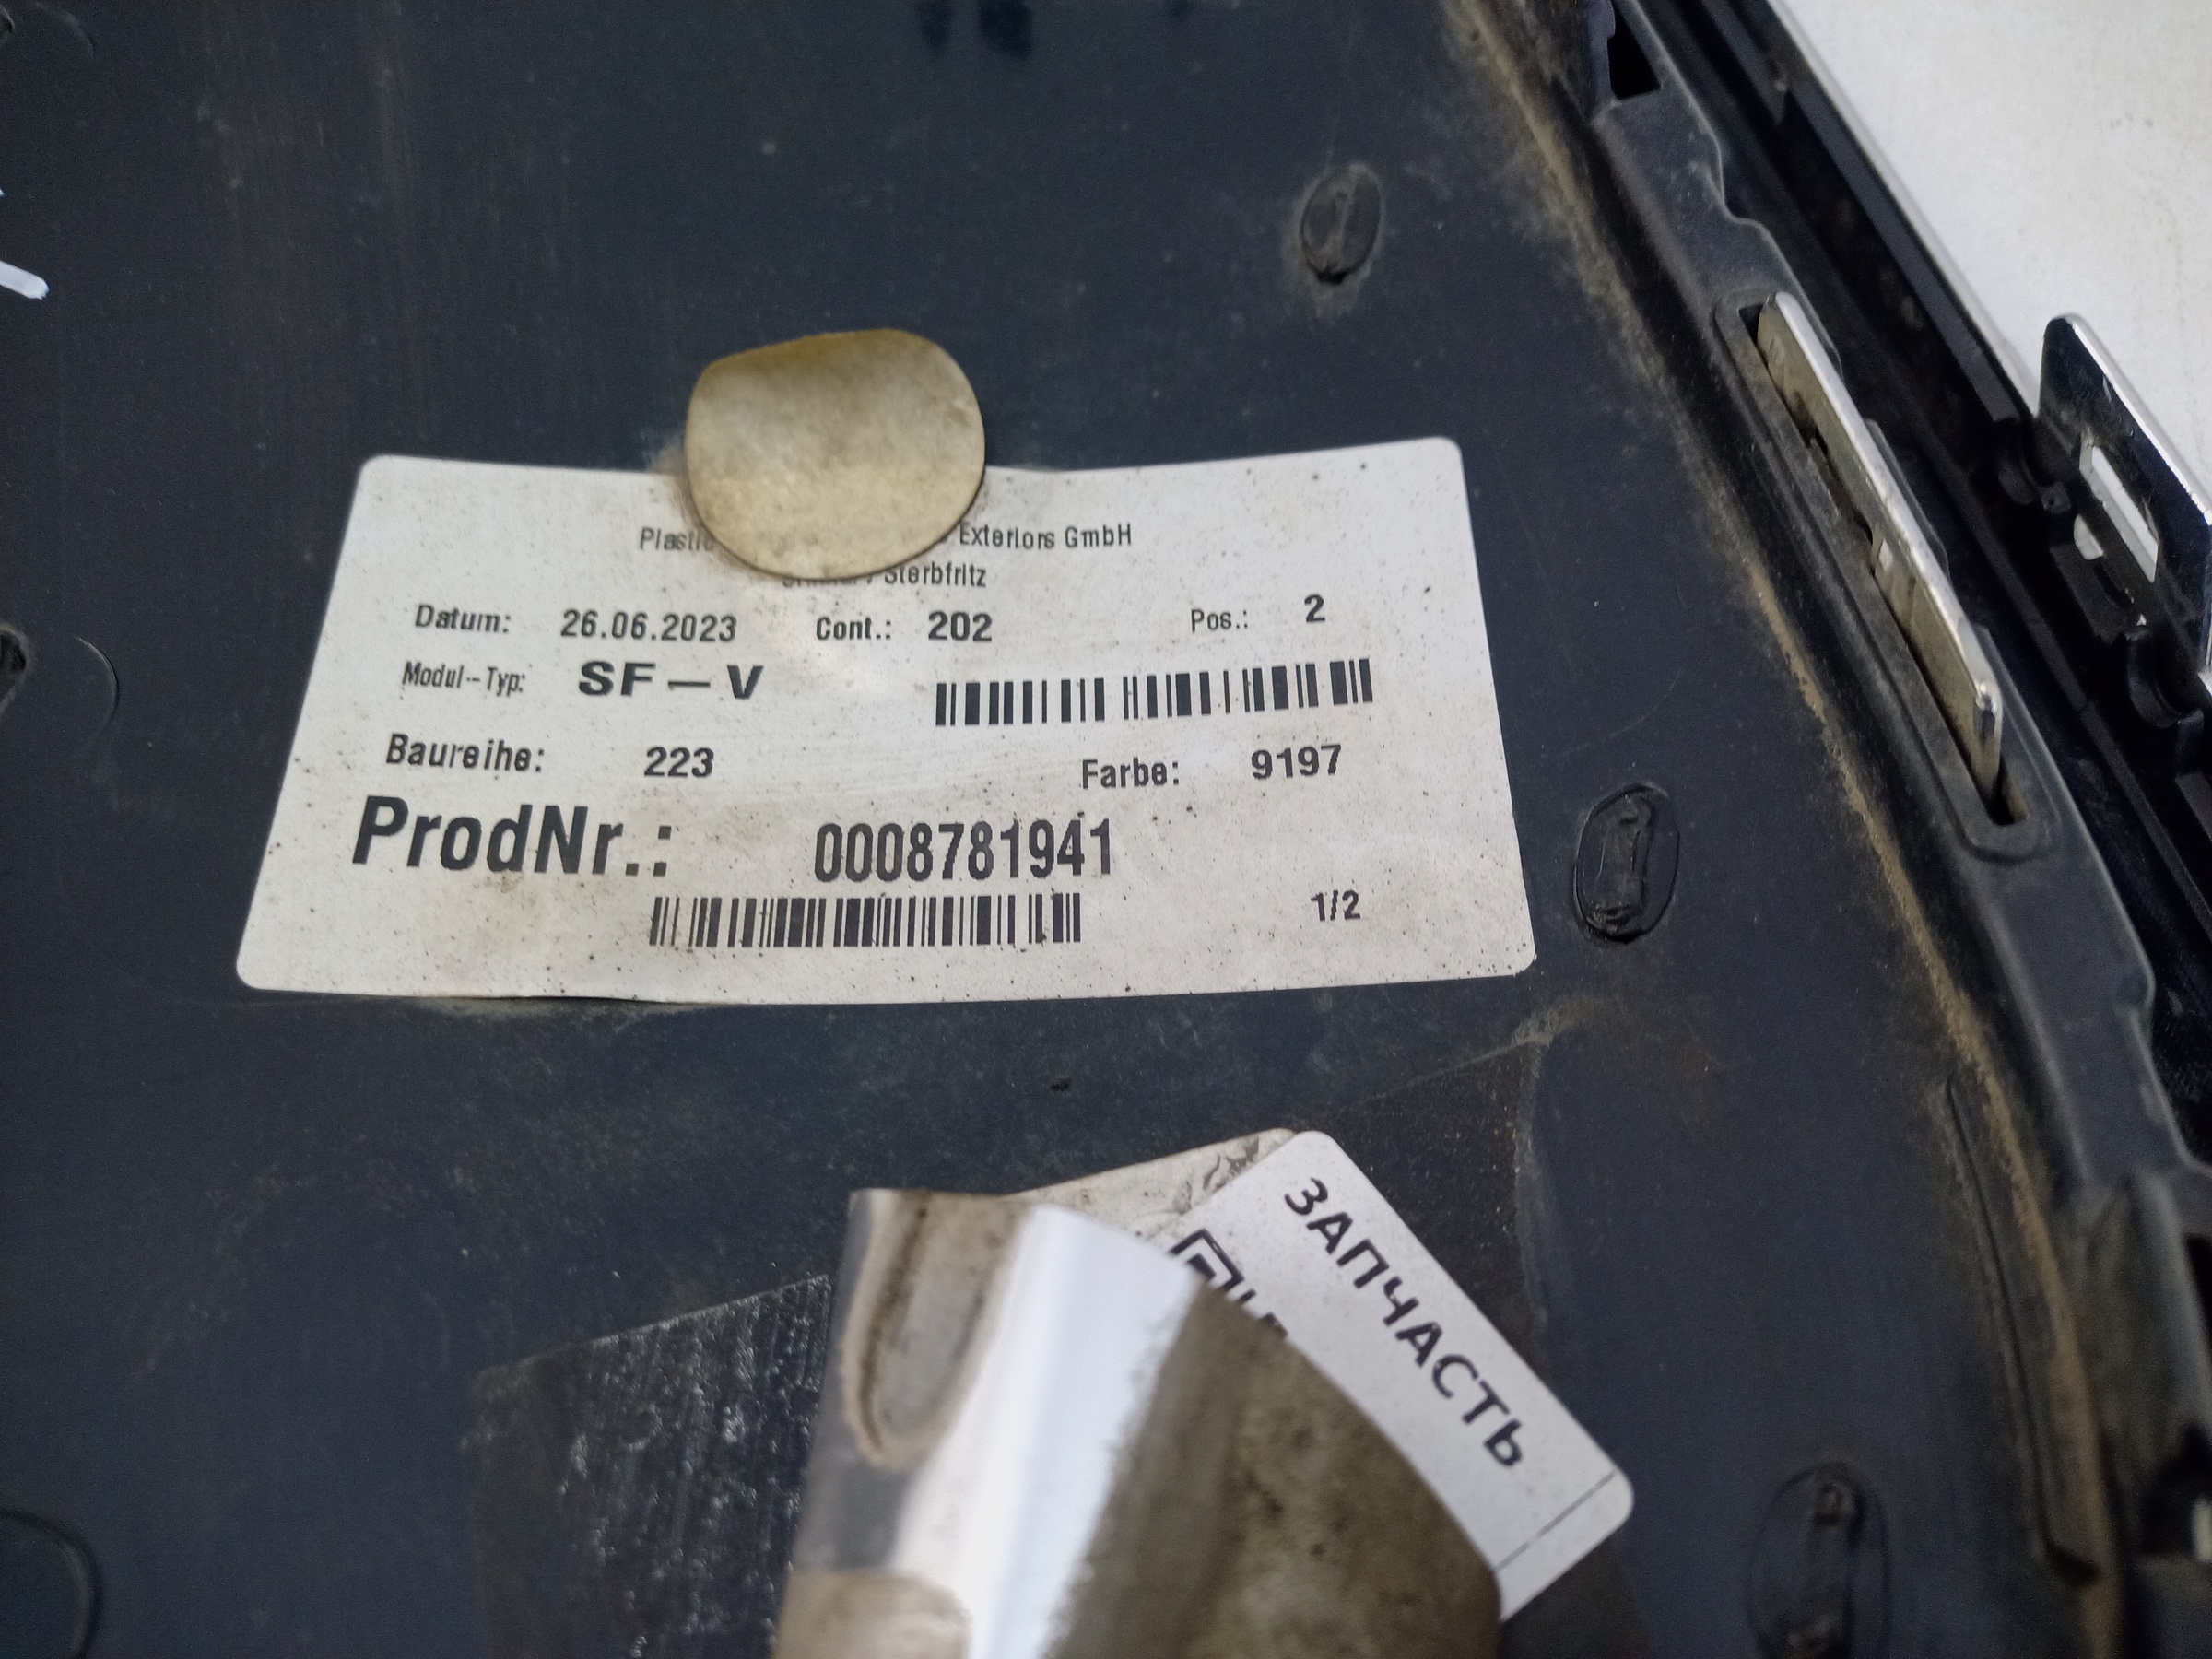 Exteriors GmbH
Sterbfritz
Datum: 26.06.2023 Cont.: 202 Pos.: 2
Modul-Typ: SF-V
Baureihe: 223 Farbe: 9197
ProdNr.: 0008781941
1/2
ЗАПЧАСТЬ